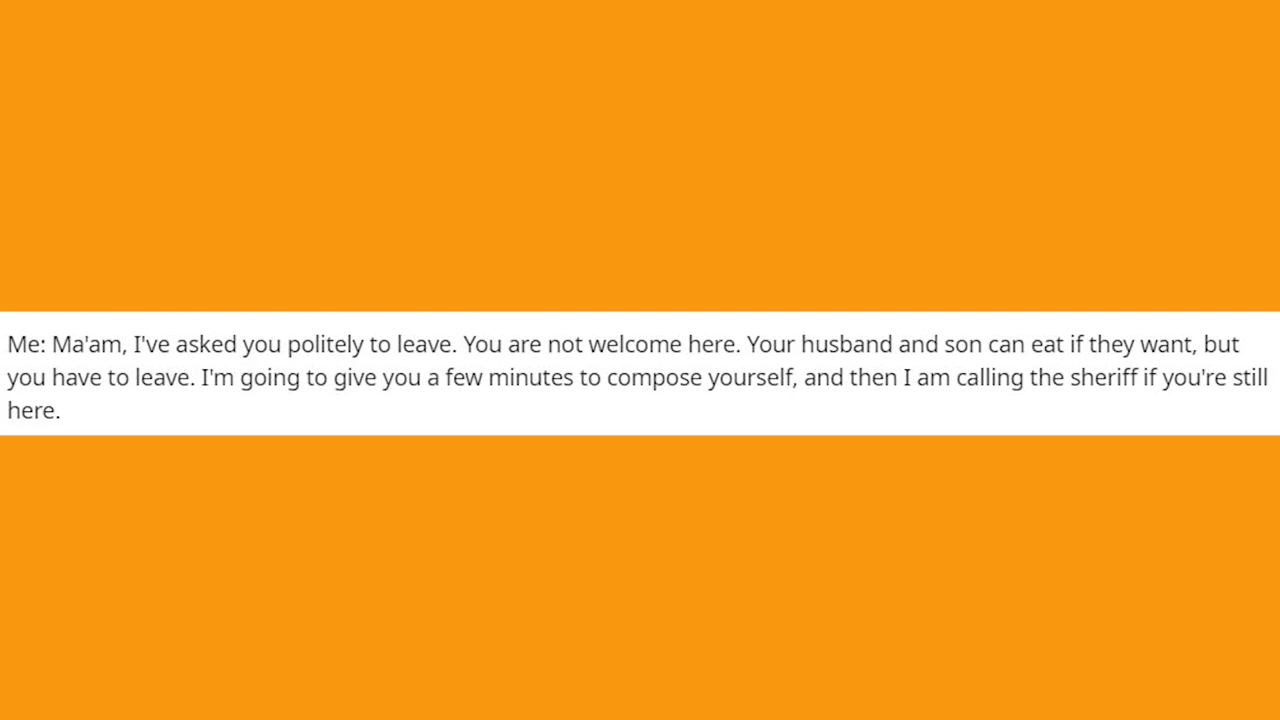 Me: Ma'am, I've asked you politely to leave. You are not welcome here. Your husband and son can eat if they want, but
you have to leave. I'm going to give you a few minutes to compose yourself, and then I am calling the sheriff if you're still
here.